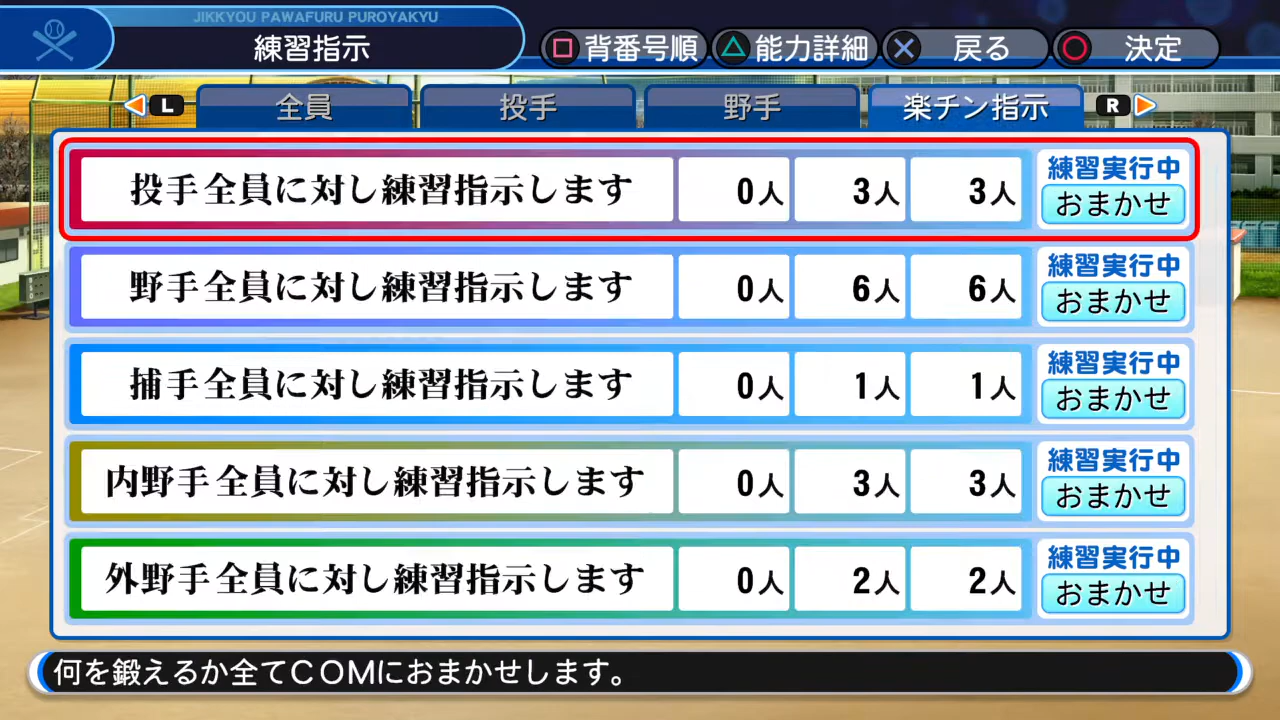 JIKKYOU PAWAFURU PUROYAKYU
練習指示
背番号順 能力詳細 戻る 決定
L 全員 投手 野手 楽チン指示 R
投手全員に対し練習指示します 0人 3人 3人 練習実行中 おまかせ
野手全員に対し練習指示します 0人 6人 6人 練習実行中 おまかせ
捕手全員に対し練習指示します 0人 1人 1人 練習実行中 おまかせ
内野手全員に対し練習指示します 0人 3人 3人 練習実行中 おまかせ
外野手全員に対し練習指示します 0人 2人 2人 練習実行中 おまかせ
何を鍛えるか全てCOMにおまかせします。